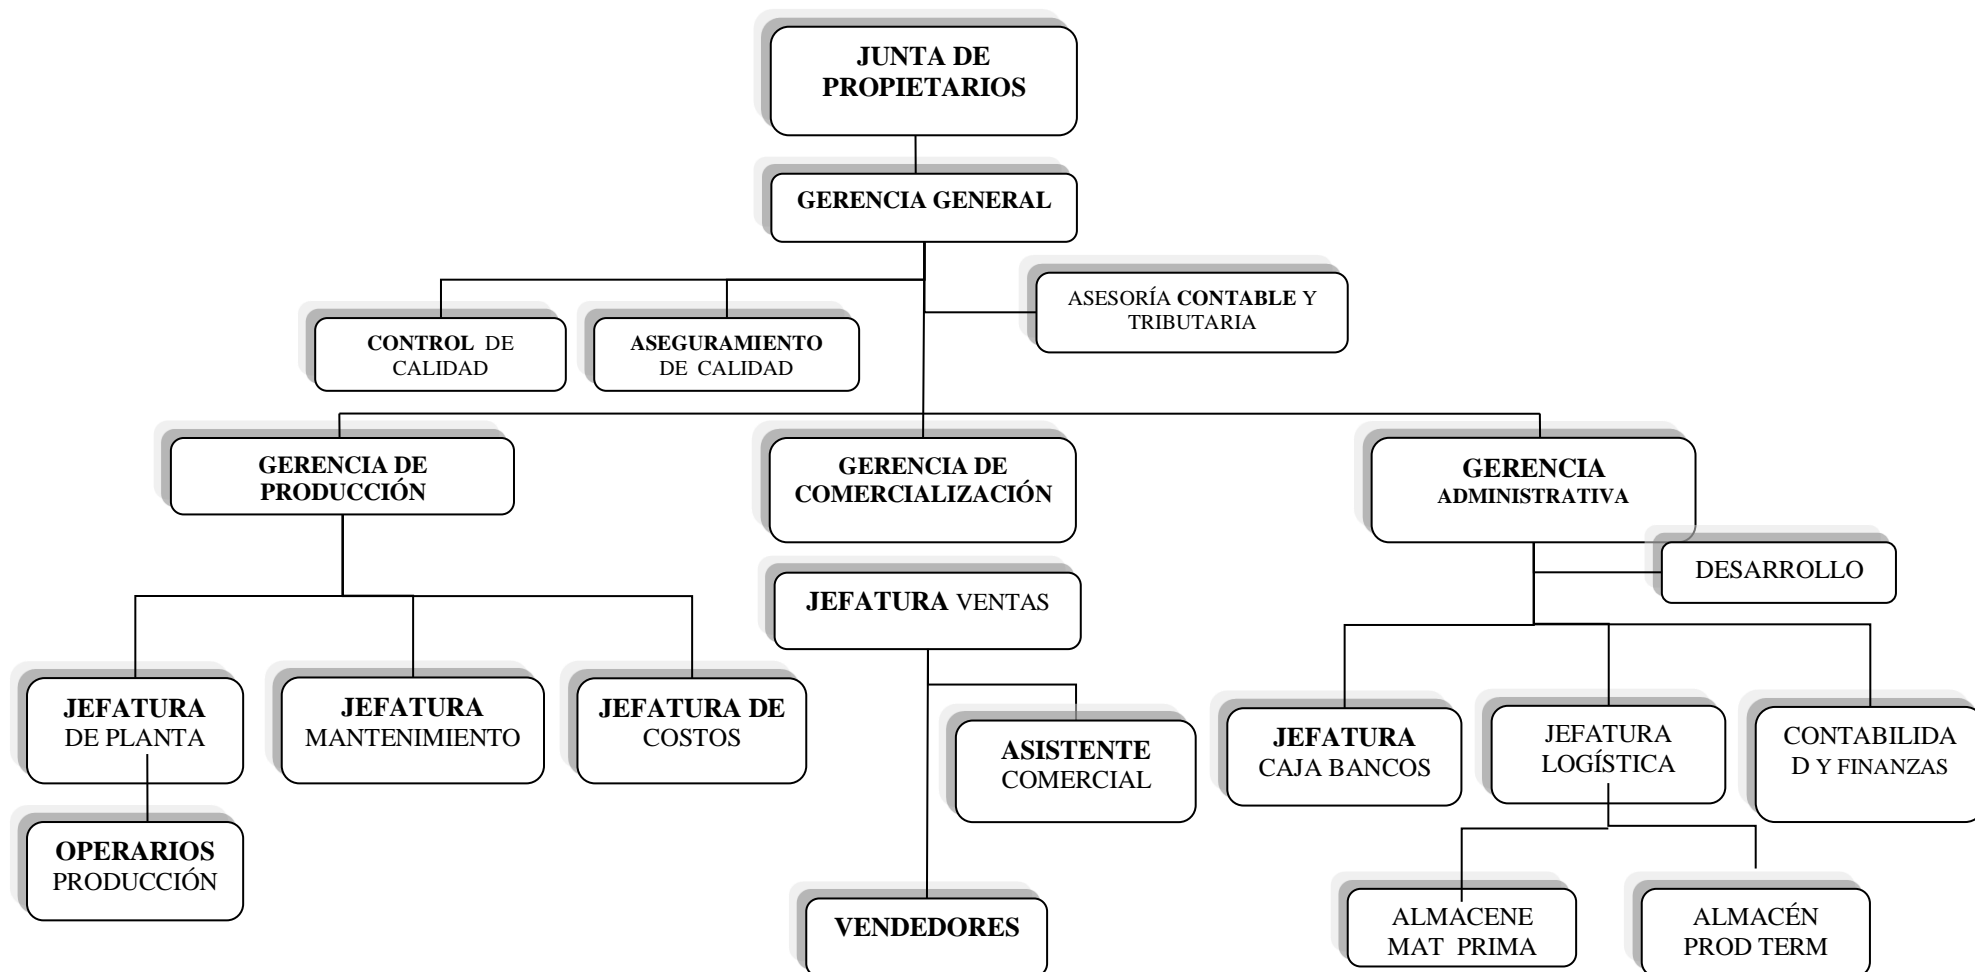 JUNTA DE
PROPIETARIOS
GERENCIA GENERAL
ASESORÍA CONTABLE Y
TRIBUTARIA
CONTROL DE
CALIDAD
ASEGURAMIENTO
DE CALIDAD
GERENCIA DE
PRODUCCIÓN
GERENCIA DE
COMERCIALIZACIÓN
GERENCIA
ADMINISTRATIVA
DESARROLLO
JEFATURA VENTAS
JEFATURA
DE PLANTA
JEFATURA
MANTENIMIENTO
JEFATURA DE
COSTOS
ASISTENTE
COMERCIAL
JEFATURA
CAJA BANCOS
JEFATURA
LOGÍSTICA
CONTABILIDA
D Y FINANZAS
OPERARIOS
PRODUCCIÓN
VENDEDORES
ALMACENE
MAT PRIMA
ALMACÉN
PROD TERM